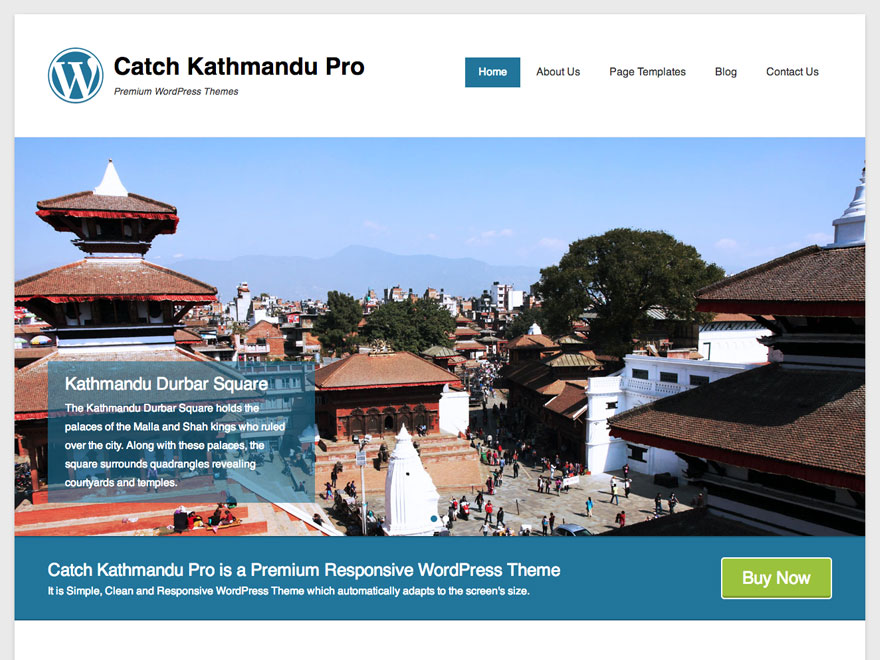 Catch Kathmandu Pro
Premium WordPress Themes
Home About Us Page Templates Blog Contact Us
Kathmandu Durbar Square
The Kathmandu Durbar Square holds the
palaces of the Malla and Shah kings who ruled
over the city. Along with these palaces, the
square surrounds quadrangles revealing
courtyards and temples.
Catch Kathmandu Pro is a Premium Responsive WordPress Theme
It is Simple, Clean and Responsive WordPress Theme which automatically adapts to the screen's size.
Buy Now